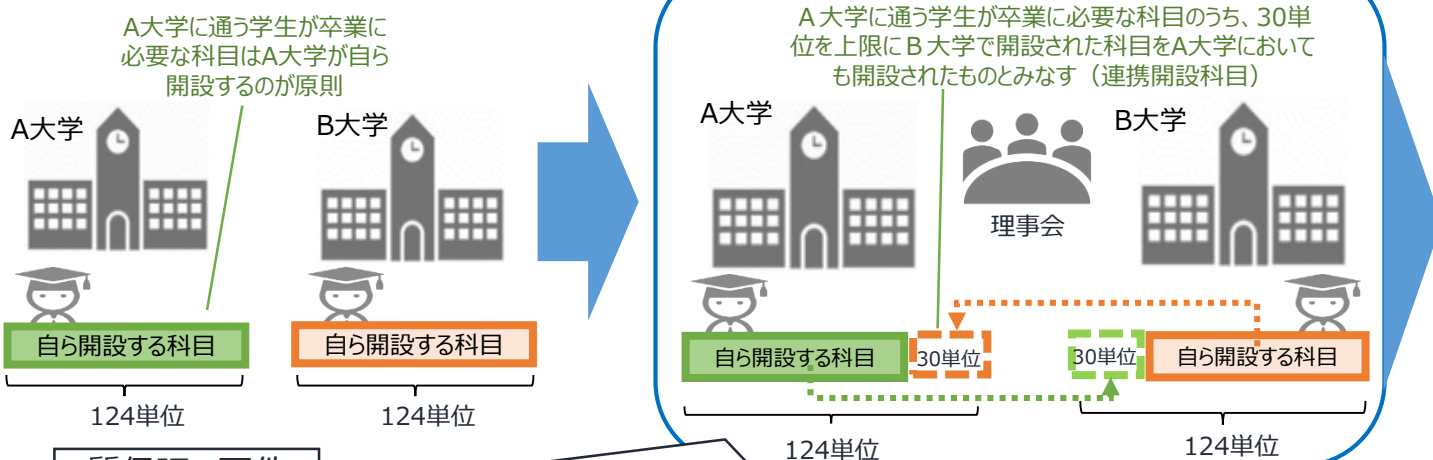 A大学に通う学生が卒業に
必要な科目はA大学が自ら
開設するのが原則
A大学
B大学
自ら開設する科目
自ら開設する科目
124単位
124単位
A大学に通う学生が卒業に必要な科目のうち、30単
位を上限にB大学で開設された科目をA大学において
も開設されたものとみなす（連携開設科目）
A大学
B大学
理事会
自ら開設する科目
30単位
30単位
自ら開設する科目
124単位
124単位